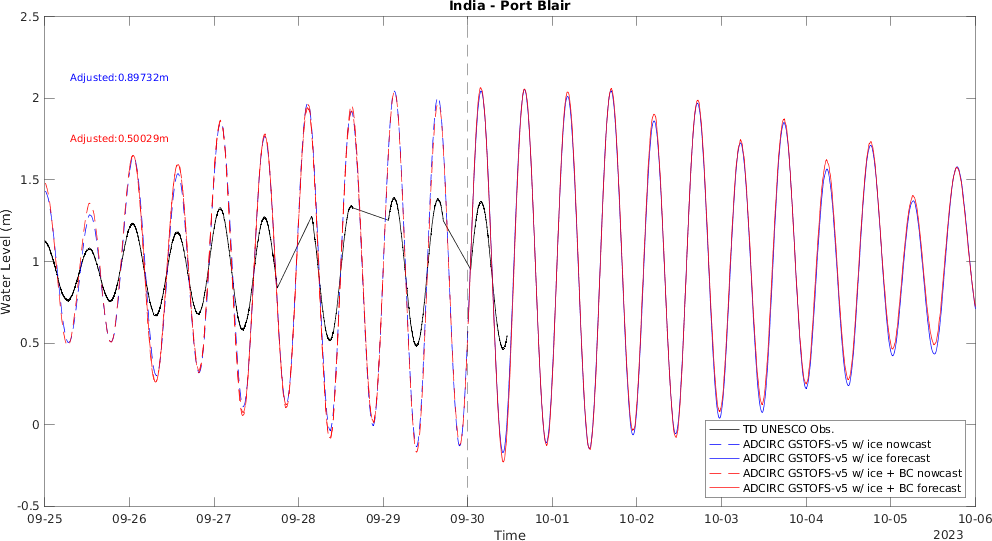 India - Port Blair
2.5
2
1.5
1
0.5
0
-0.5
Water Level (m)
Adjusted:0.89732m
Adjusted:0.50029m
TD UNESCO Obs.
ADCIRC GSTOFS-v5 w/ ice nowcast
ADCIRC GSTOFS-v5 w/ ice forecast
ADCIRC GSTOFS-v5 w/ ice + BC nowcast
ADCIRC GSTOFS-v5 w/ ice + BC forecast
09-25 09-26 09-27 09-28 09-29 09-30 10-01 10-02 10-03 10-04 10-05 10-06
Time
2023